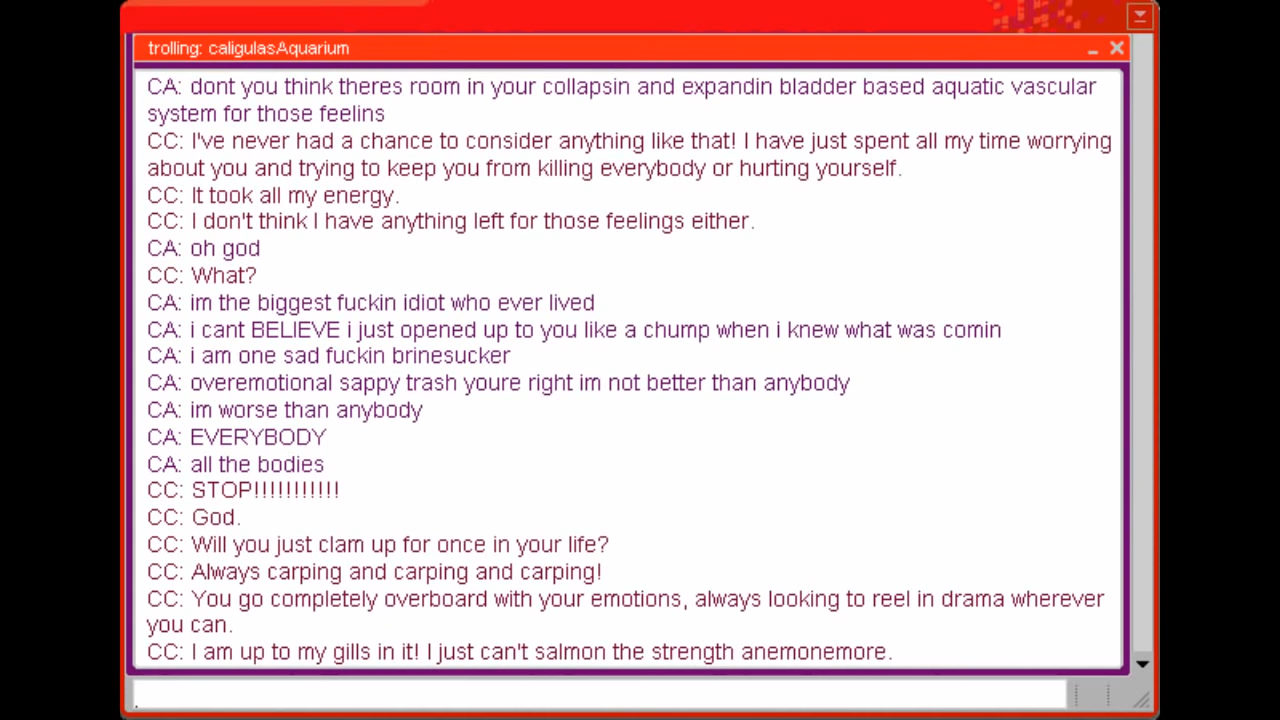 trolling: caligulasAquarium
CA: dont you think theres room in your collapsin and expandin bladder based aquatic vascular
system for those feelins
CC: I've never had a chance to consider anything like that! I have just spent all my time worrying
about you and trying to keep you from killing everybody or hurting yourself.
CC: It took all my energy.
CC: I don't think I have anything left for those feelings either.
CA: oh god
CC: What?
CA: im the biggest fuckin idiot who ever lived
CA: i cant BELIEVE i just opened up to you like a chump when i knew what was comin
CA: i am one sad fuckin brinesucker
CA: overemotional sappy trash youre right im not better than anybody
CA: im worse than anybody
CA: EVERYBODY
CA: all the bodies
CC: STOP!!!!!!!!!!!
CC: God.
CC: Will you just clam up for once in your life?
CC: Always carping and carping and carping!
CC: You go completely overboard with your emotions, always looking to reel in drama wherever
you can.
CC: I am up to my gills in it! I just can't salmon the strength anemonemore.